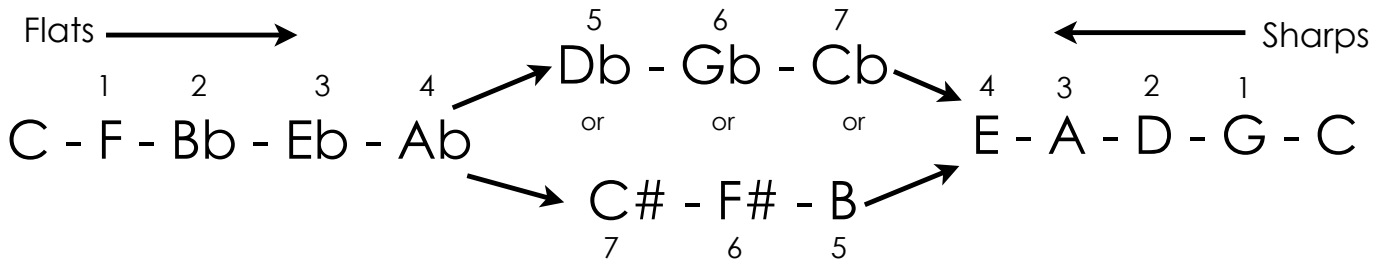 5 6 7
Flats Sharps
Db - Gb - Cb
1 2 3 4 4 3 2 1
or or or
C - F - Bb - Eb - Ab E - A - D - G - C
C# - F# - B
7 6 5